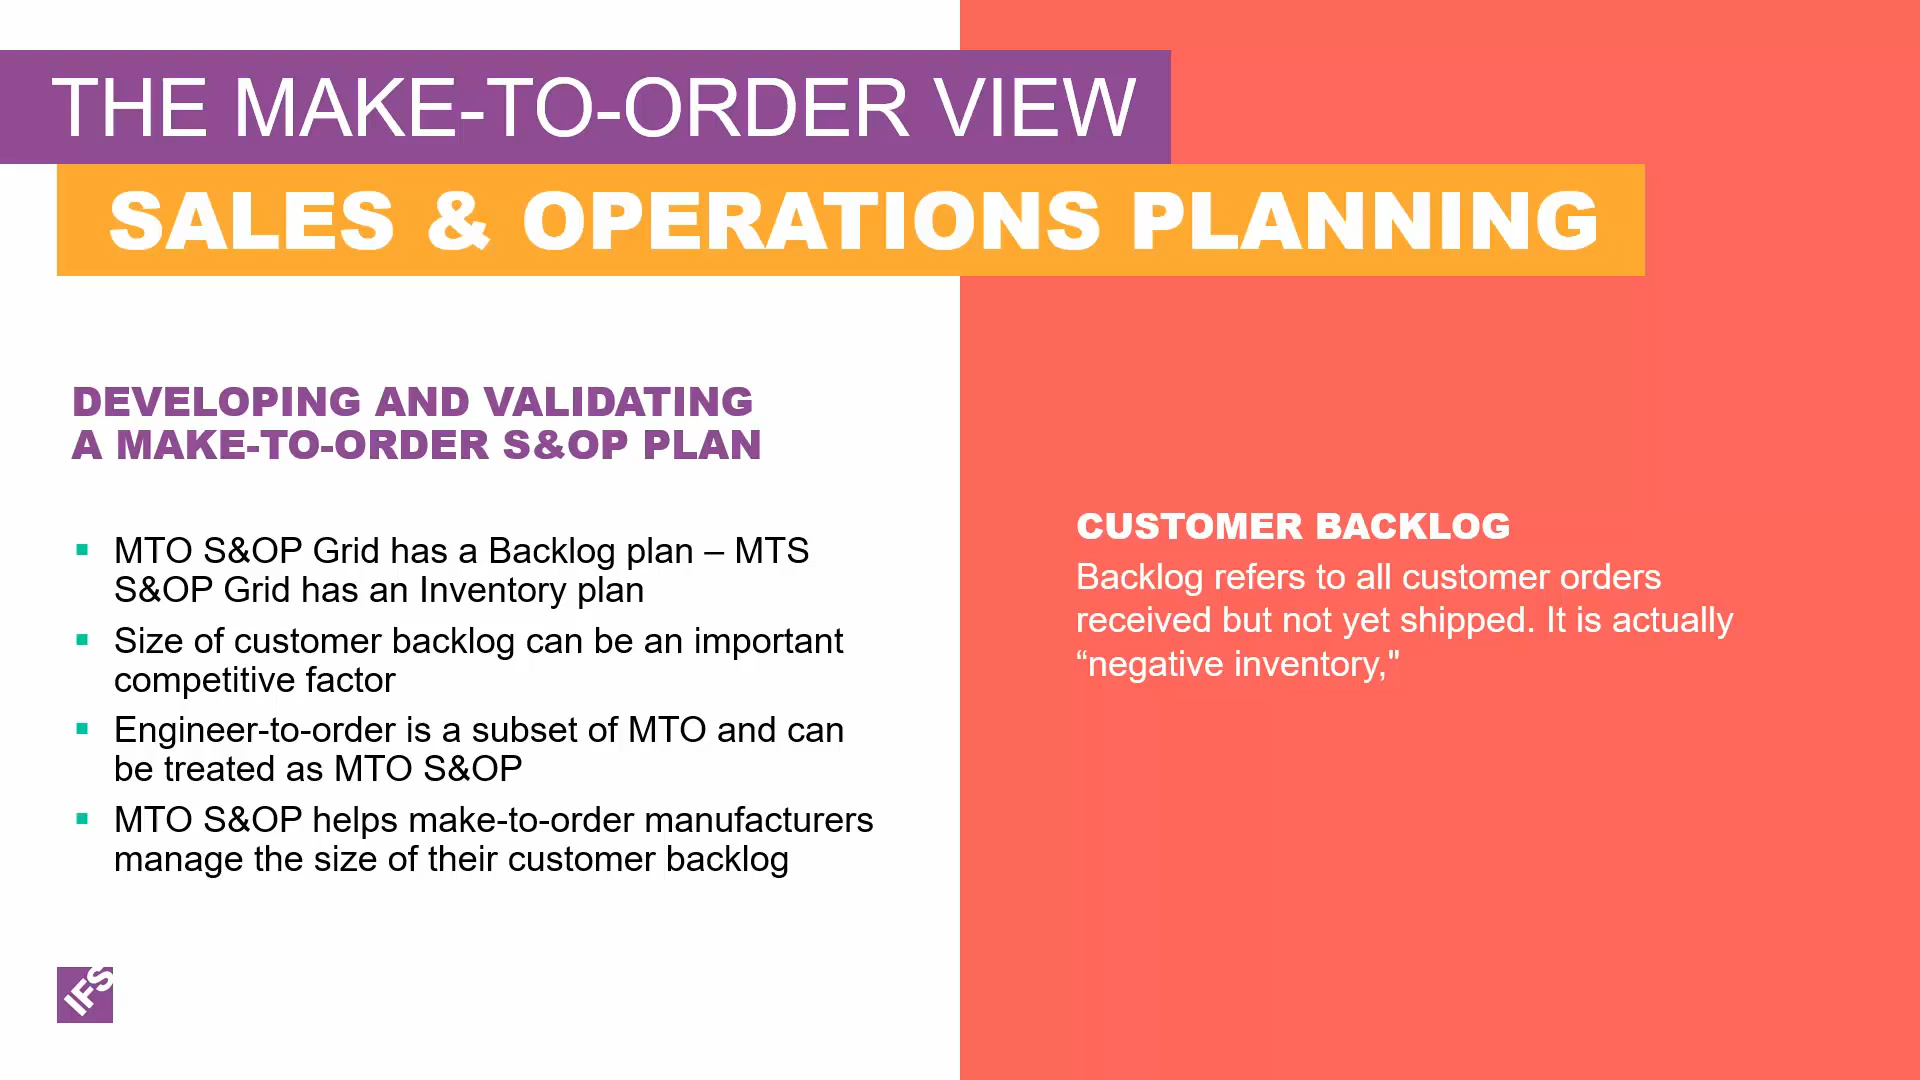 THE MAKE-TO-ORDER VIEW
SALES & OPERATIONS PLANNING
DEVELOPING AND VALIDATING
A MAKE-TO-ORDER S&OP PLAN
▪ MTO S&OP Grid has a Backlog plan – MTS
S&OP Grid has an Inventory plan
▪ Size of customer backlog can be an important
competitive factor
▪ Engineer-to-order is a subset of MTO and can
be treated as MTO S&OP
▪ MTO S&OP helps make-to-order manufacturers
manage the size of their customer backlog
CUSTOMER BACKLOG
Backlog refers to all customer orders
received but not yet shipped. It is actually
“negative inventory,"
IFS